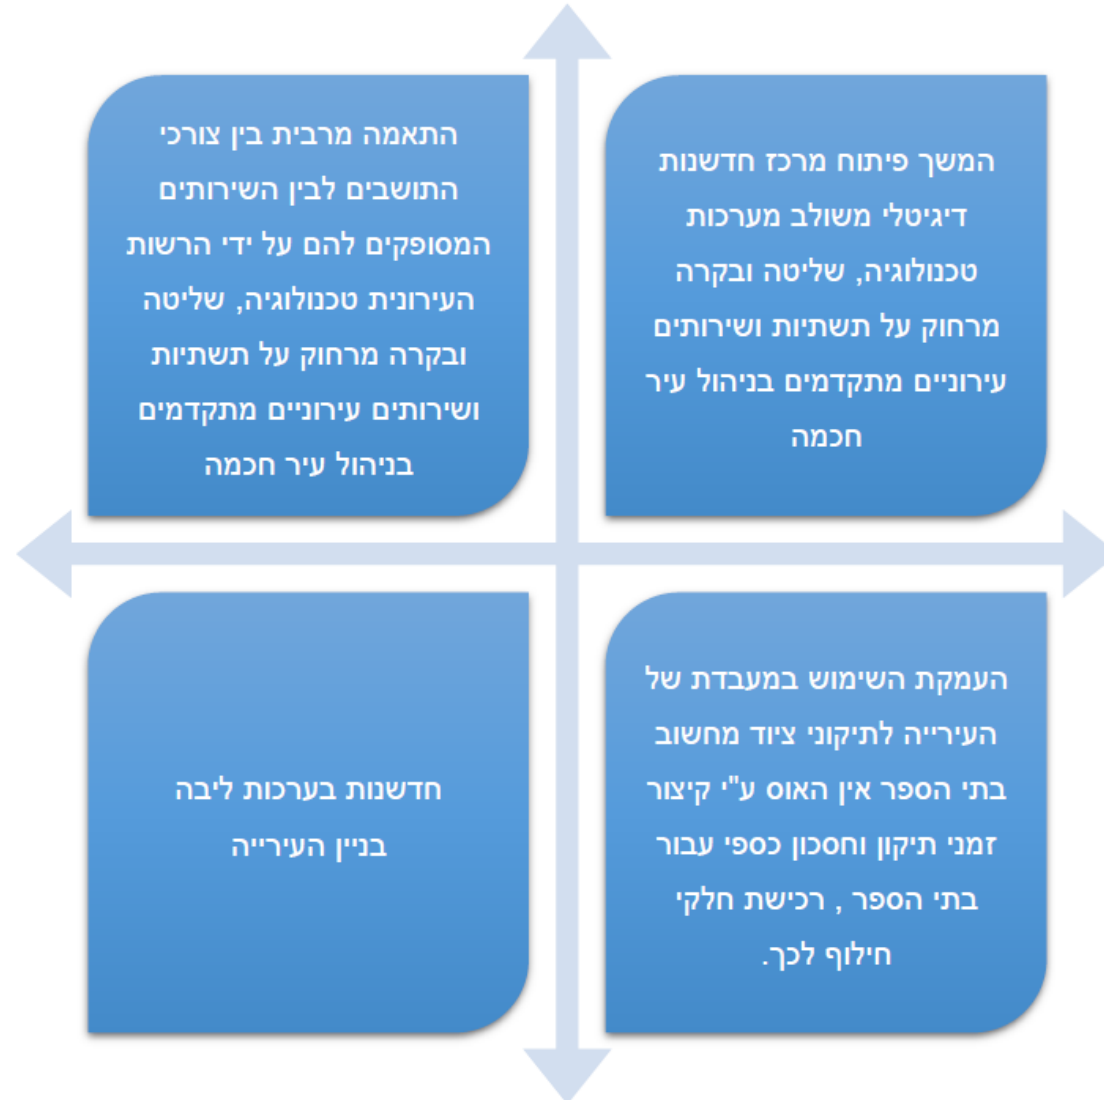 המשך פיתוח מרכז חדשנות
דיגיטלי משולב מערכות
טכנולוגיה, שליטה ובקרה
מרחוק על תשתיות ושירותים
עירוניים מתקדמים בניהול עיר
חכמה
התאמה מרבית בין צורכי
התושבים לבין השירותים
המסופקים להם על ידי הרשות
העירונית טכנולוגיה, שליטה
ובקרה מרחוק על תשתיות
ושירותים עירוניים מתקדמים
בניהול עיר חכמה
העמקת השימוש במעבדת של
העירייה לתיקוני ציוד מחשוב
בתי הספר אין האוס ע"י קיצור
זמני תיקון וחסכון כספי עבור
בתי הספר , רכישת חלקי
חילוף לכך.
חדשנות בערכות ליבה
בניין העירייה